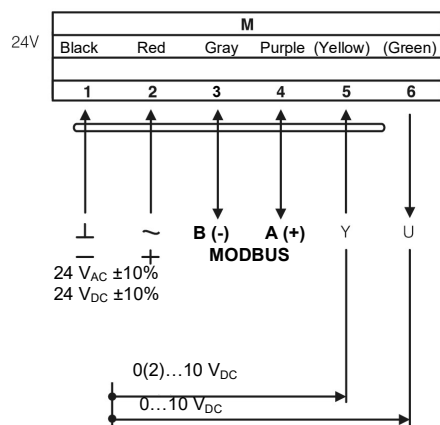 M
24V
Black Red Gray Purple (Yellow) (Green)
1 2 3 4 5 6
⊥ ~ B (-) A (+) Y U
− + MODBUS
24 VAC ±10%
24 VDC ±10%
0(2)…10 VDC
0…10 VDC